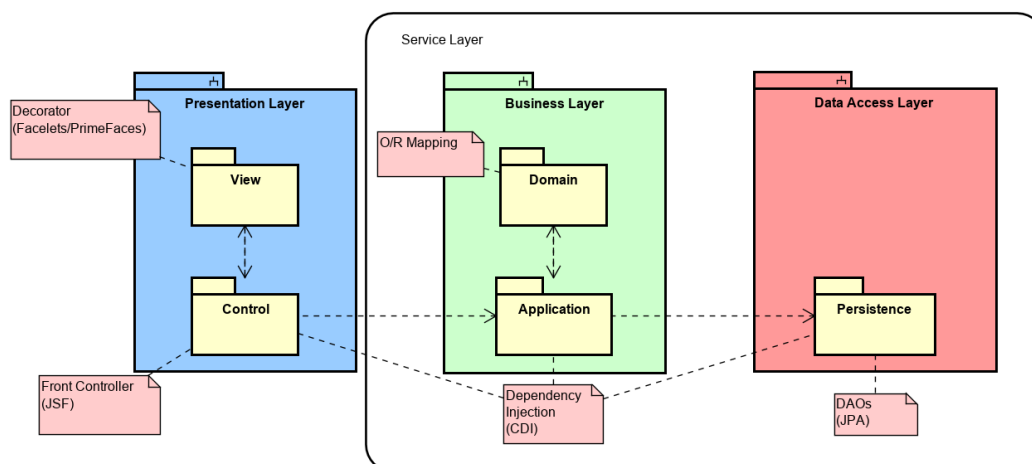 Service Layer
Presentation Layer
Business Layer
Data Access Layer
Decorator
(Facelets/PrimeFaces)
O/R Mapping
View
Domain
Control
Application
Persistence
Front Controller
(JSF)
Dependency
Injection
(CDI)
DAOs
(JPA)